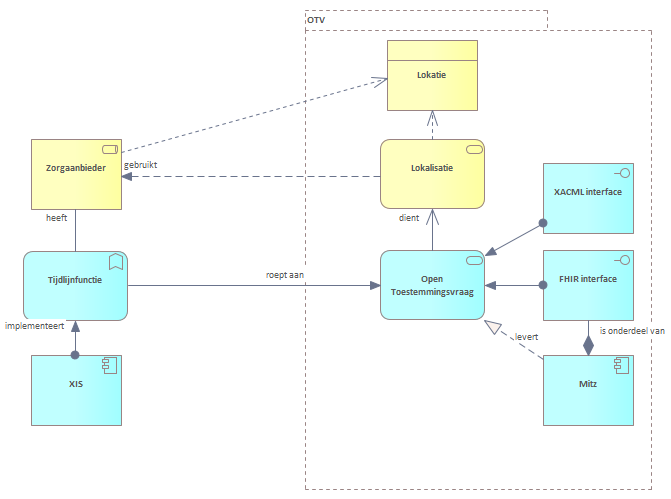 OTV
Lokatie
Zorgaanbieder
gebruikt
Lokalisatie
XACML interface
heeft
dient
Tijdlijnfunctie
roept aan
Open
Toestemmingsvraag
FHIR interface
implementeert
is onderdeel van
levert
XIS
Mitz